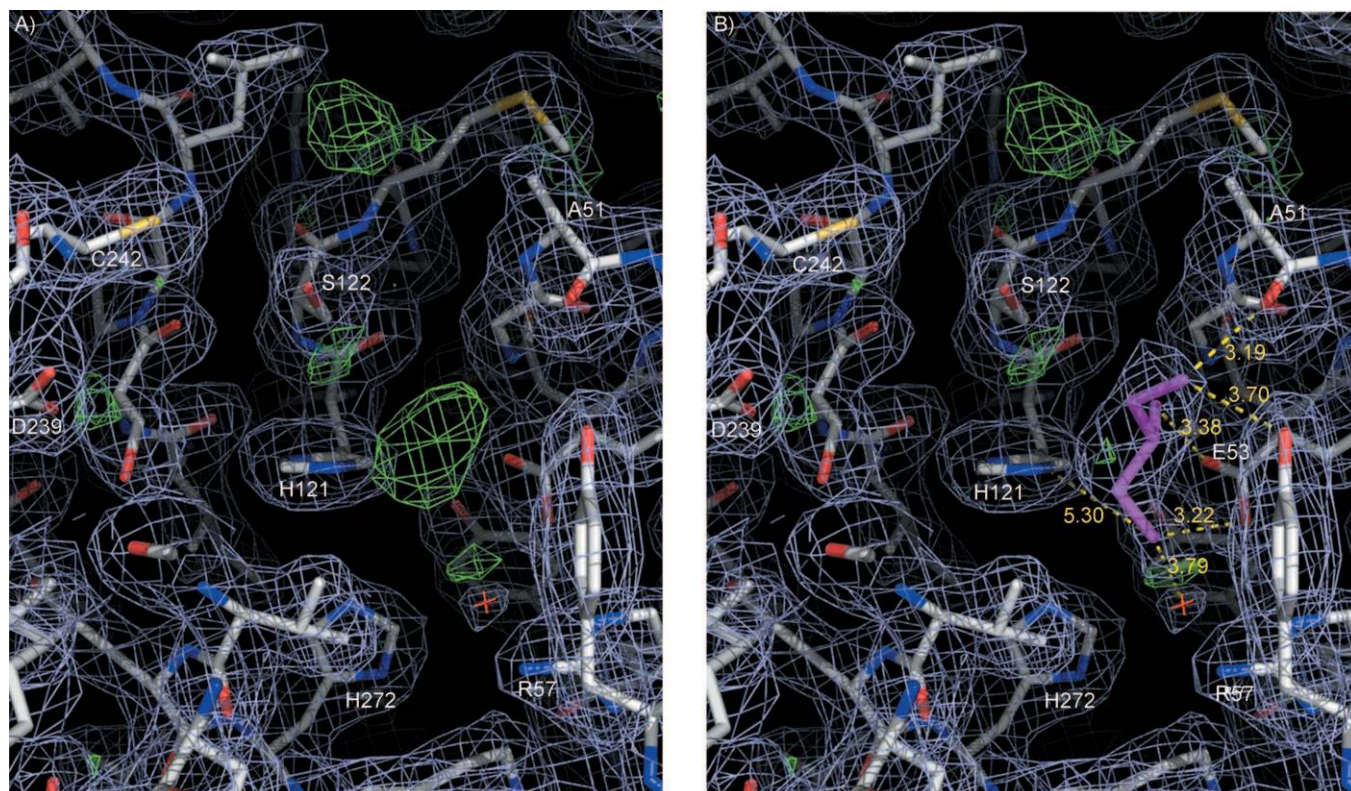 A)
A51
C242
S122
D239
H121
H272
R57
B)
A51
C242
S122
3.19
3.70
D239
3.38
E53
H121
5.30
3.22
3.79
R57
H272